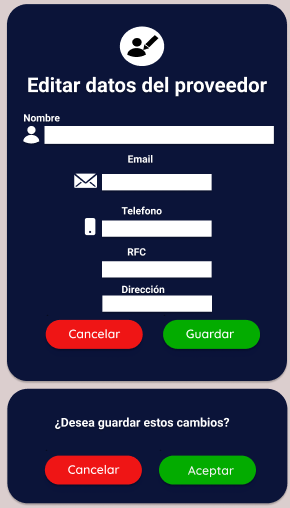 Editar datos del proveedor
Nombre
Email
Telefono
RFC
Dirección
Cancelar
Guardar
¿Desea guardar estos cambios?
Cancelar
Aceptar